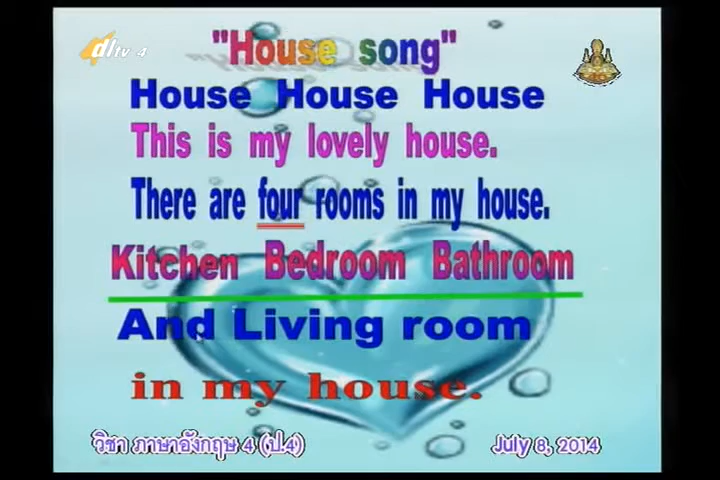 dltv 4
"House song"
House House House
This is my lovely house.
There are four rooms in my house.
Kitchen Bedroom Bathroom
And Living room
in my house.
วิชา ภาษาอังกฤษ 4 (ป.4)
July 8, 2014